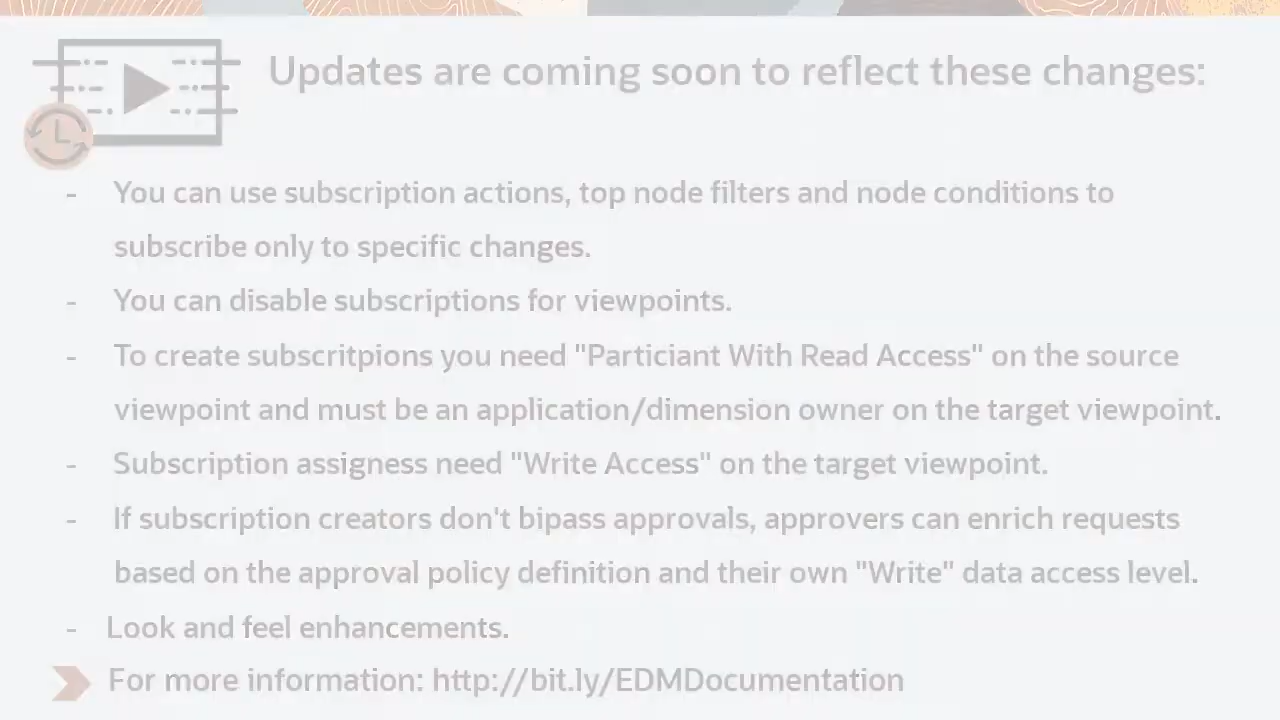 Updates are coming soon to reflect these changes:
- You can use subscription actions, top node filters and node conditions to
subscribe only to specific changes.
- You can disable subscriptions for viewpoints.
- To create subscritpions you need "Particiant With Read Access" on the source
viewpoint and must be an application/dimension owner on the target viewpoint.
- Subscription assigness need "Write Access" on the target viewpoint.
- If subscription creators don't bipass approvals, approvers can enrich requests
based on the approval policy definition and their own "Write" data access level.
- Look and feel enhancements.
For more information: http://bit.ly/EDMDocumentation